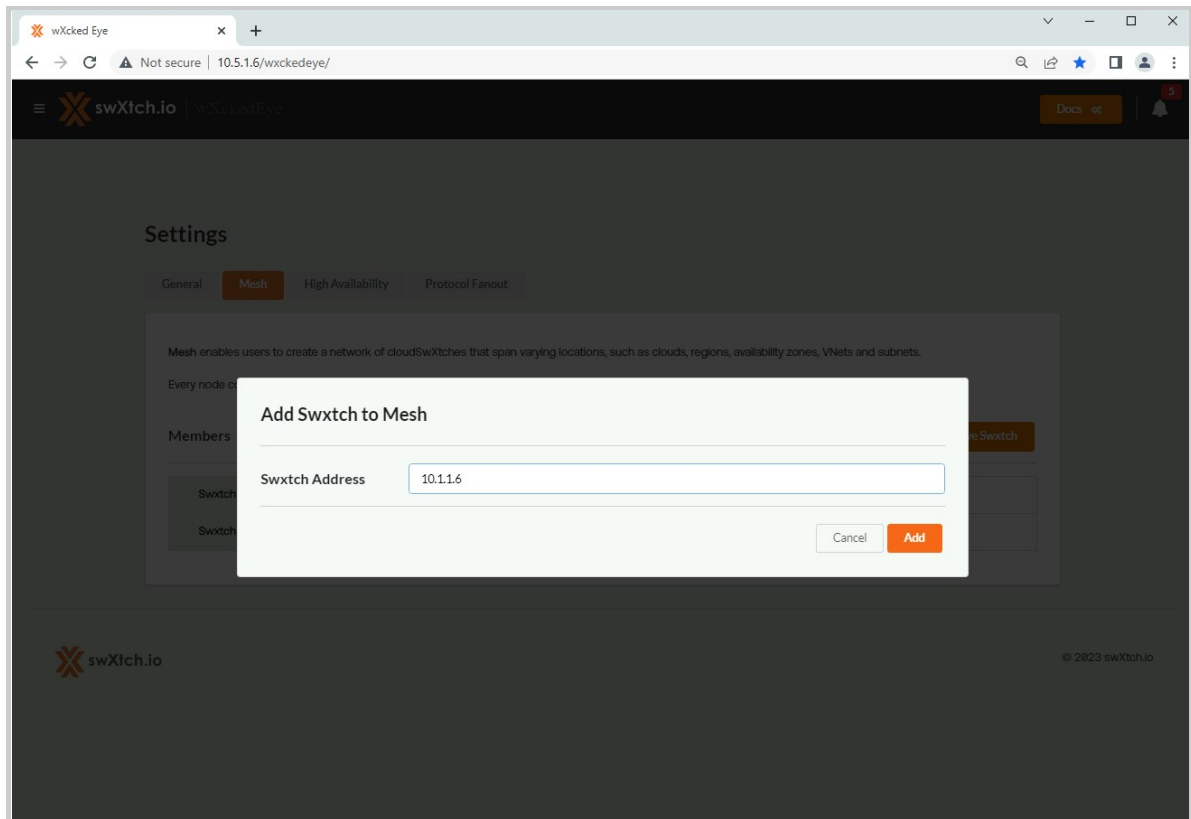 wXcked Eye
Not secure | 10.5.1.6/wxckedeye/
swXtch.io | wXckedEye
Docs
5
Settings
General Mesh High Availability Protocol Fanout
Mesh enables users to create a network of cloudSwXtches that span varying locations, such as clouds, regions, availability zones, VNets and subnets.
Every node
Add Swxtch to Mesh
Members
Swxtch
Swxtch Address 10.1.1.6
Swxtch
Swxtch
Cancel Add
swXtch.io
© 2023 swXtch.io